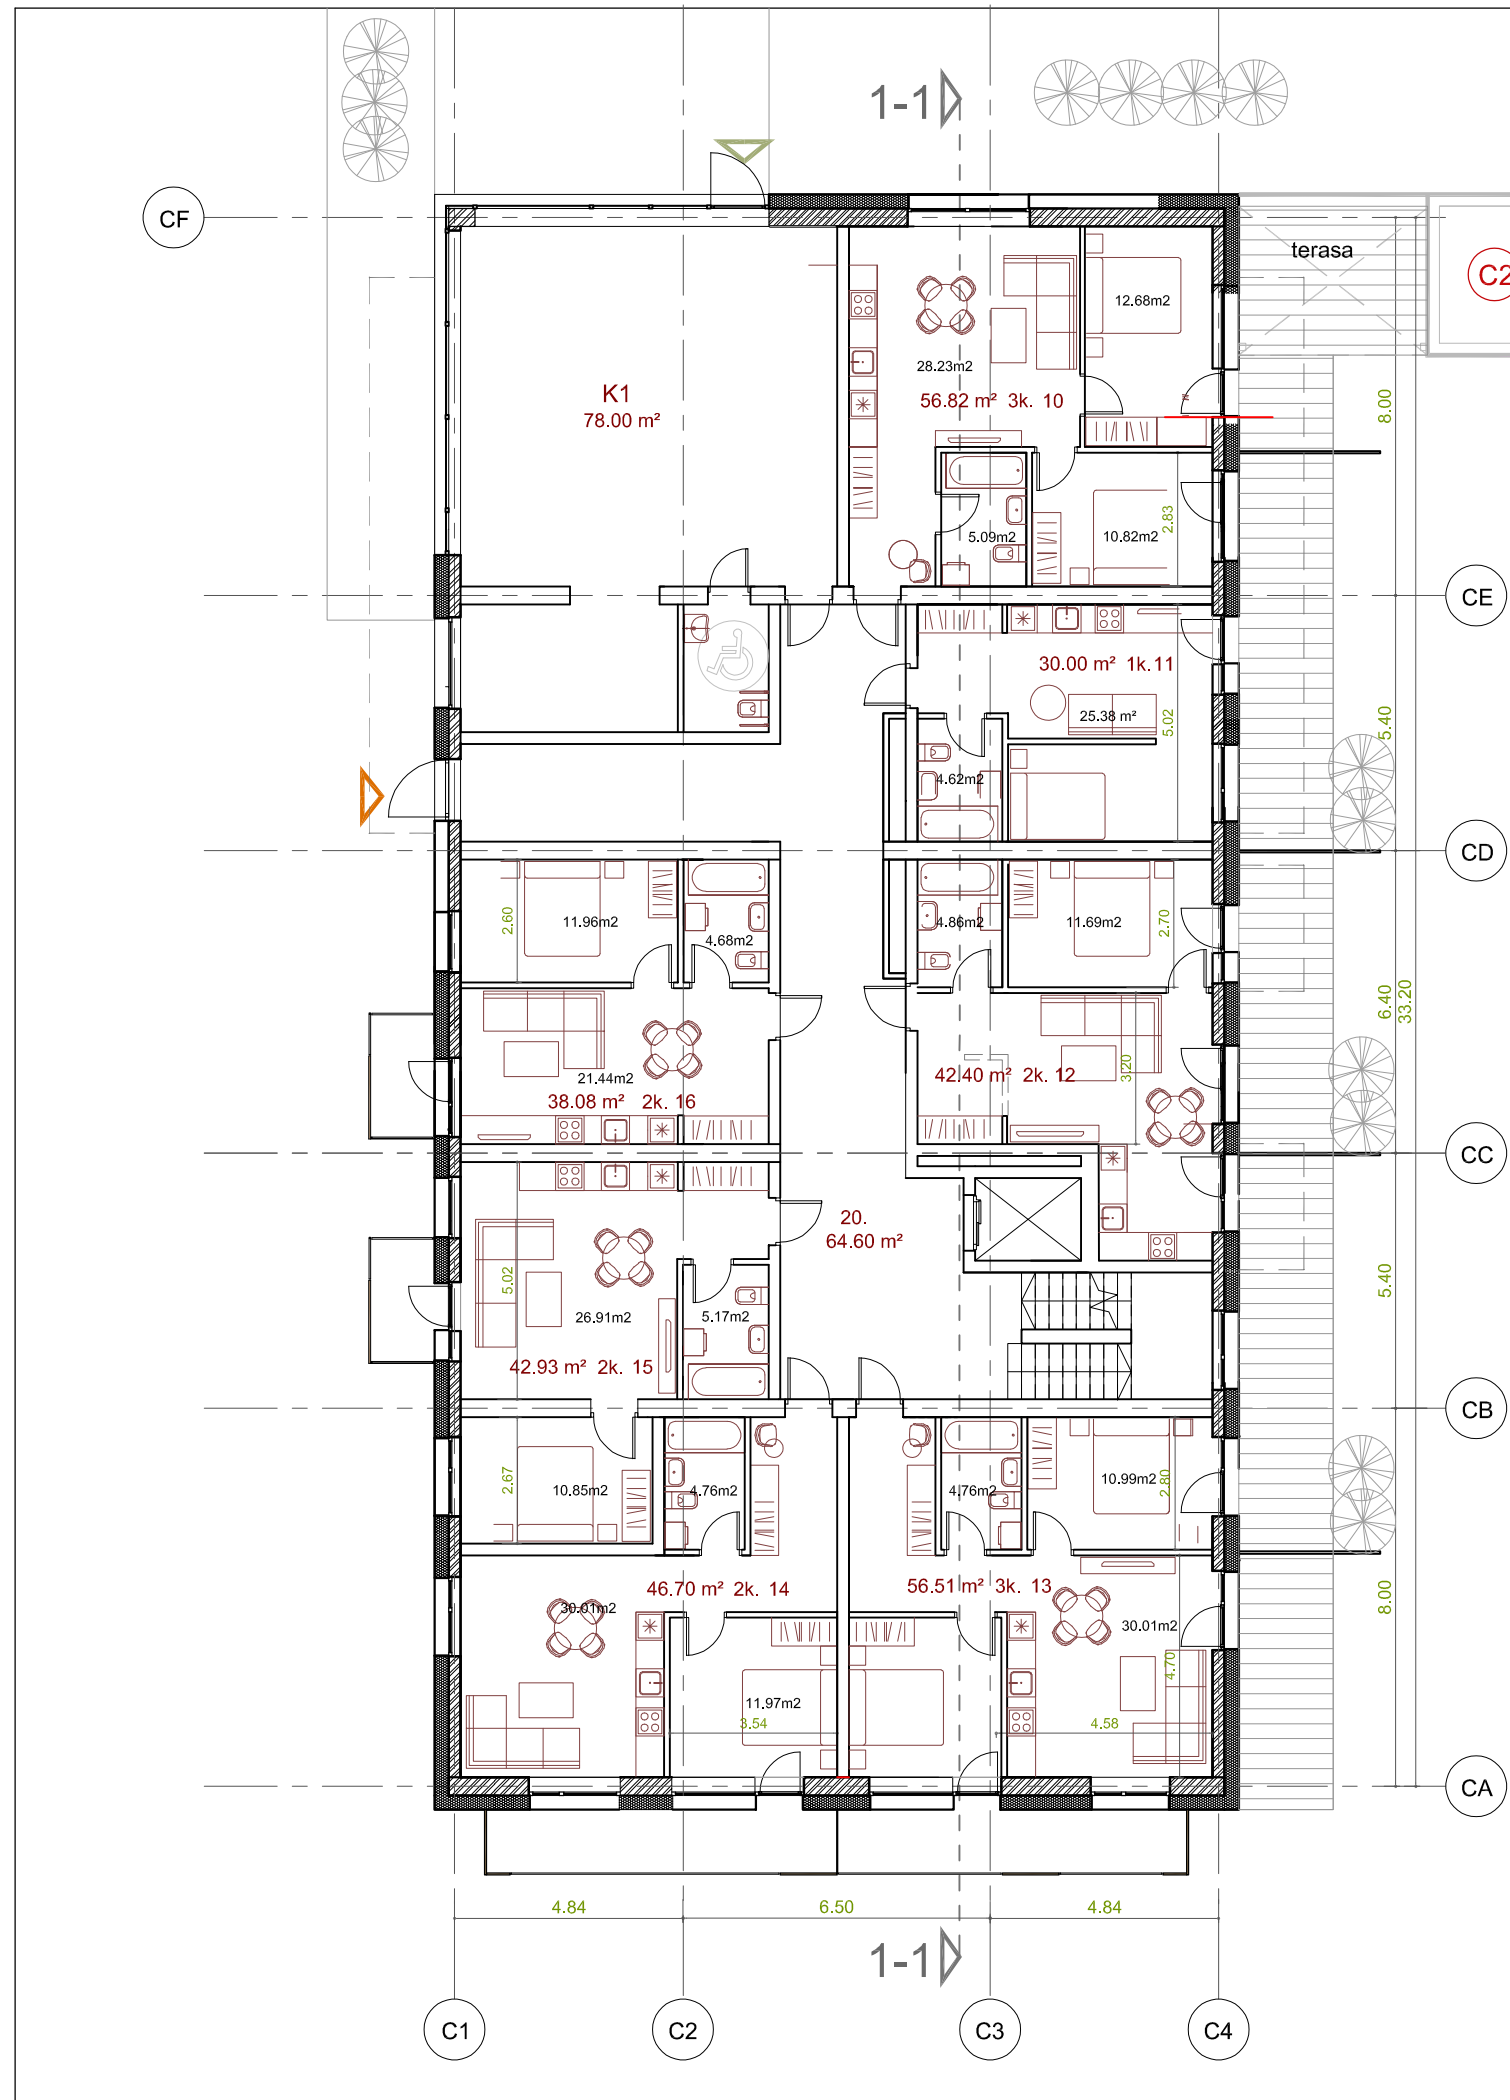 1-1
CF
terasa
C2
12.68m2
28.23m2
56.82 m² 3k. 10
K1
78.00 m²
8.00
5.09m2
10.82m2
2.83
CE
30.00 m² 1k.11
25.38 m²
5.02
5.40
4.62m2
CD
11.96m2
2.60
4.68m2
4.86m2
11.69m2
2.70
6.40
33.20
21.44m2
38.08 m² 2k. 16
42.40 m² 2k. 12
3.20
CC
20.
64.60 m²
5.02
26.91m2
5.17m2
5.40
42.93 m² 2k. 15
CB
2.67
10.85m2
4.76m2
4.76m2
10.99m2
2.80
46.70 m² 2k. 14
56.51 m² 3k. 13
30.01m2
30.01m2
8.00
4.70
11.97m2
3.54
4.58
CA
4.84
6.50
4.84
1-1
C1
C2
C3
C4